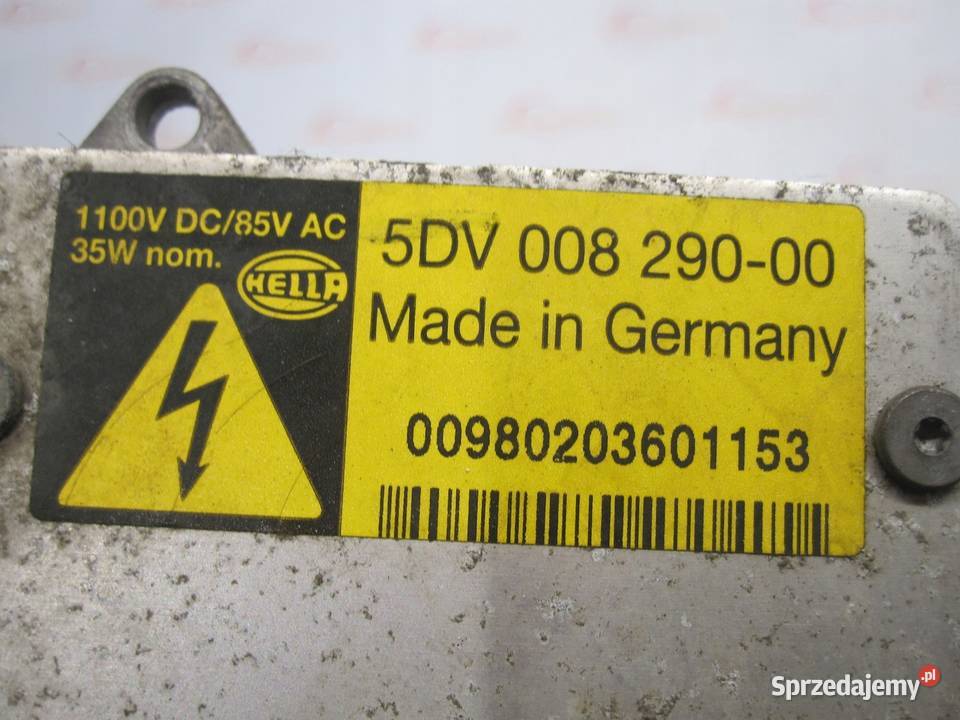 1100V DC/85V AC
35W nom.
HELLA
5DV 008 290-00
Made in Germany
00980203601153
Sprzedajemy.pl